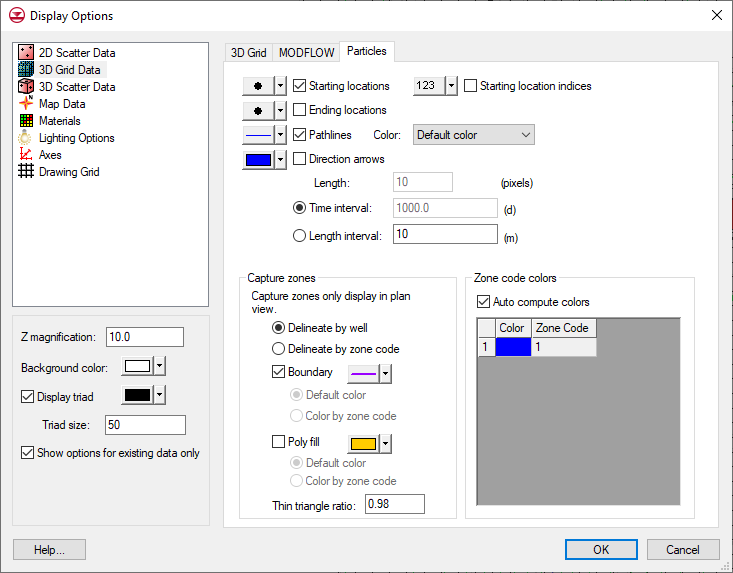 Display Options
2D Scatter Data
3D Grid Data
3D Scatter Data
Map Data
Materials
Lighting Options
Axes
Drawing Grid
Z magnification: 10.0
Background color:
Display triad
Triad size: 50
Show options for existing data only
3D Grid MODFLOW Particles
Starting locations 123 Starting location indices
Ending locations
Pathlines Color: Default color
Direction arrows
Length: 10 (pixels)
Time interval: 1000.0 (d)
Length interval: 10 (m)
Capture zones
Capture zones only display in plan
view.
Delineate by well
Delineate by zone code
Boundary
Default color
Color by zone code
Poly fill
Default color
Color by zone code
Thin triangle ratio: 0.98
Zone code colors
Auto compute colors
Color Zone Code
1 1
Help... OK Cancel